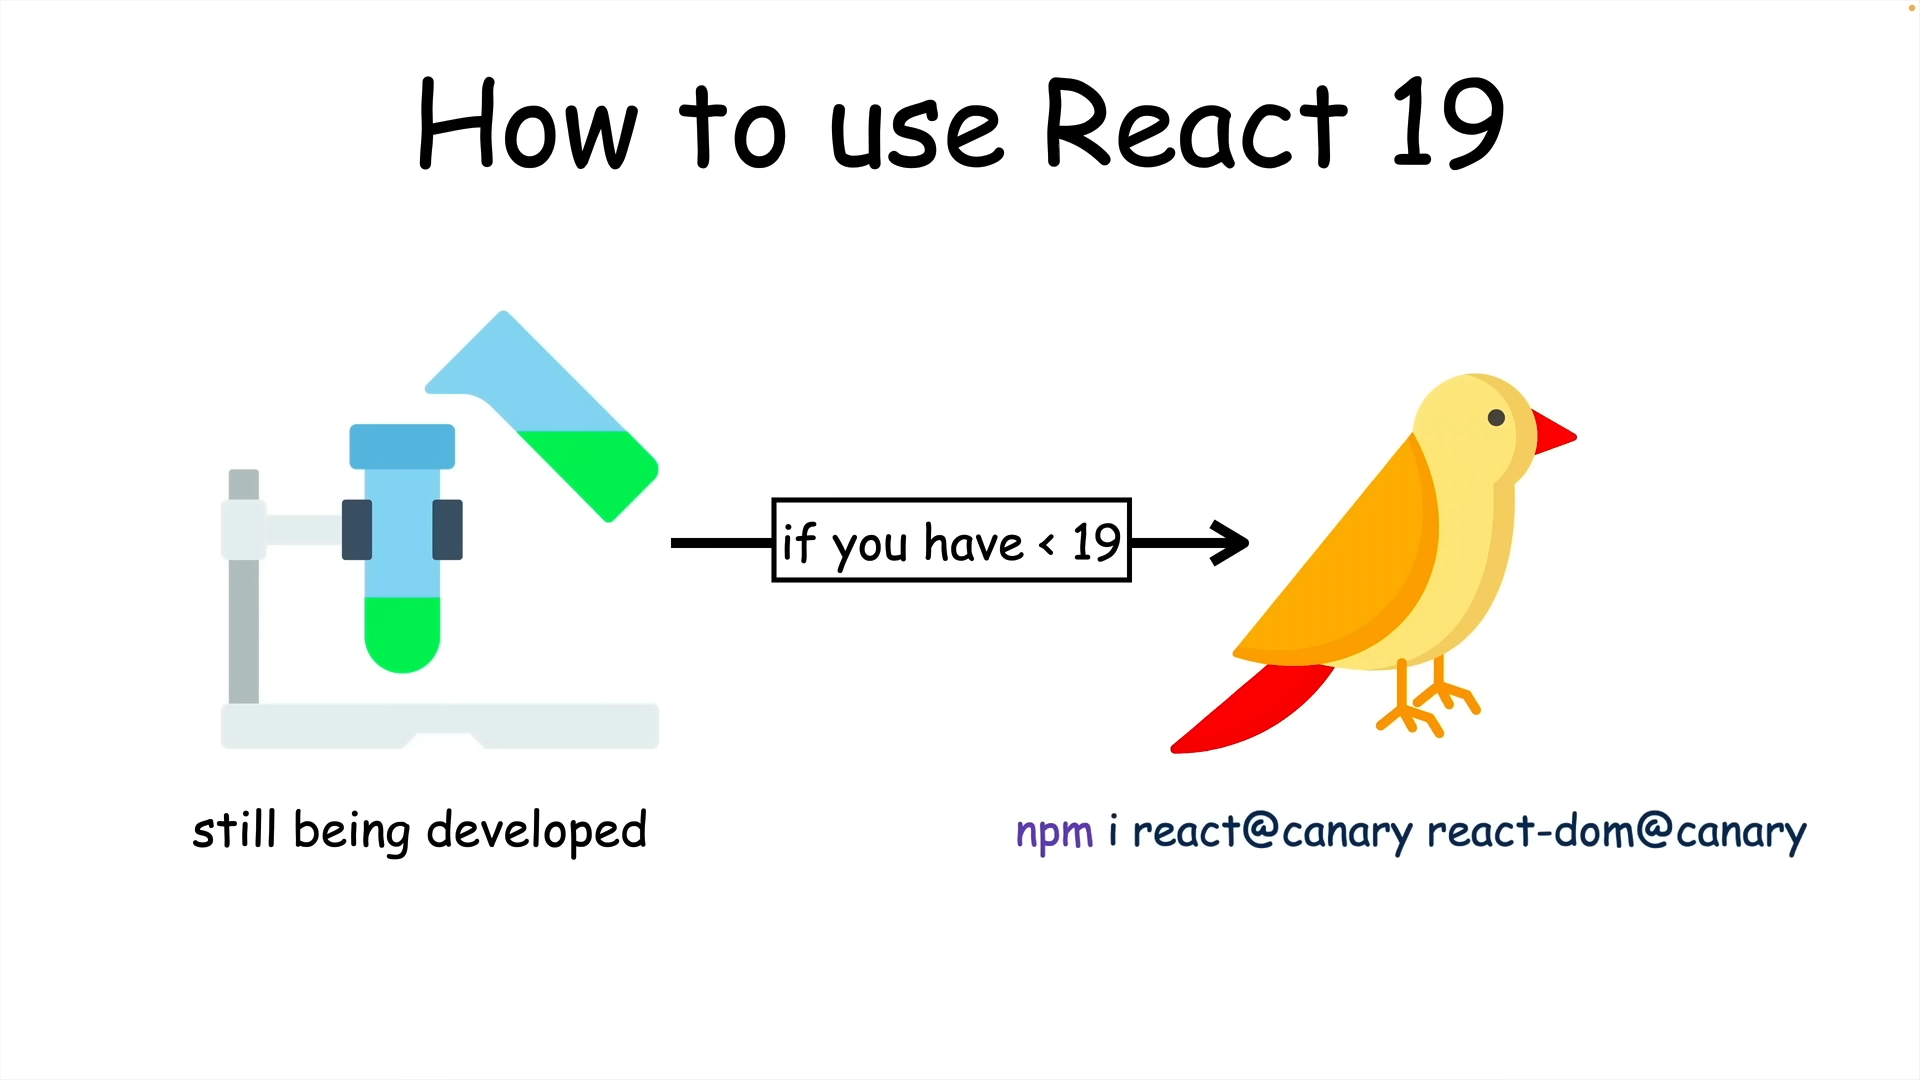 How to use React 19
if you have < 19
still being developed
npm i react@canary react-dom@canary